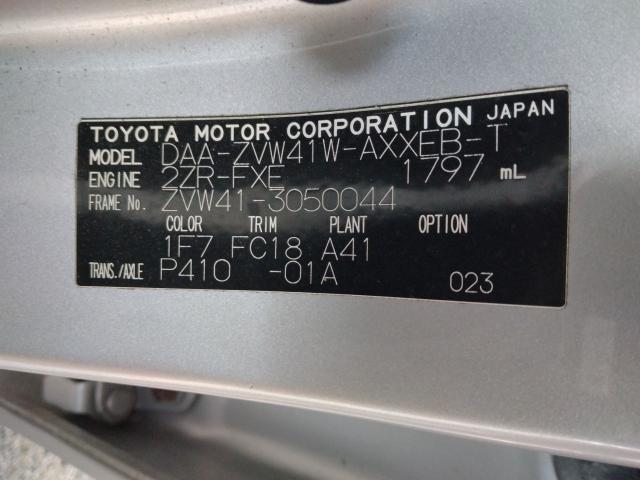 TOYOTA MOTOR CORPORATION JAPAN
MODEL DAA-ZVW41W-AXXEB-T
ENGINE 2ZR-FXE 1797 mL
FRAME No. ZVW41-3050044
COLOR TRIM PLANT OPTION
1F7 FC18 A41
TRANS./AXLE P410 -01A 023